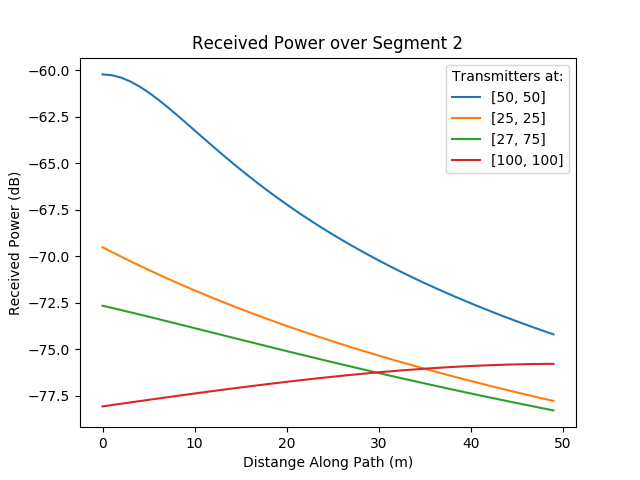 Received Power over Segment 2
Transmitters at:
[50, 50]
[25, 25]
[27, 75]
[100, 100]
Received Power (dB)
−60.0
−62.5
−65.0
−67.5
−70.0
−72.5
−75.0
−77.5
0 10 20 30 40 50
Distange Along Path (m)